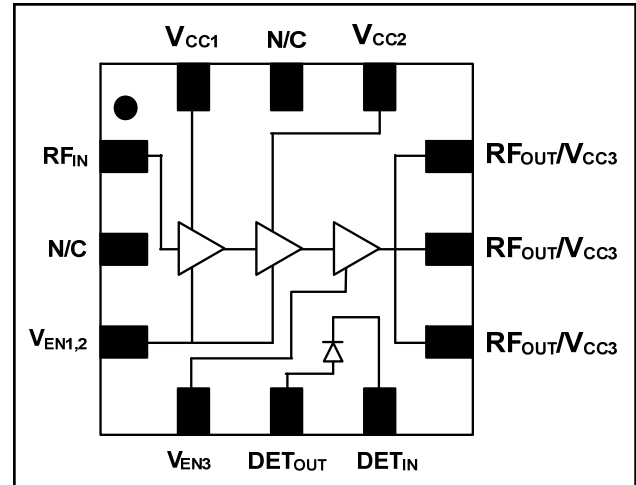 VCC1 N/C VCC2
RFIN RFOUT/VCC3
N/C RFOUT/VCC3
VEN1,2 RFOUT/VCC3
VEN3 DETOUT DETIN